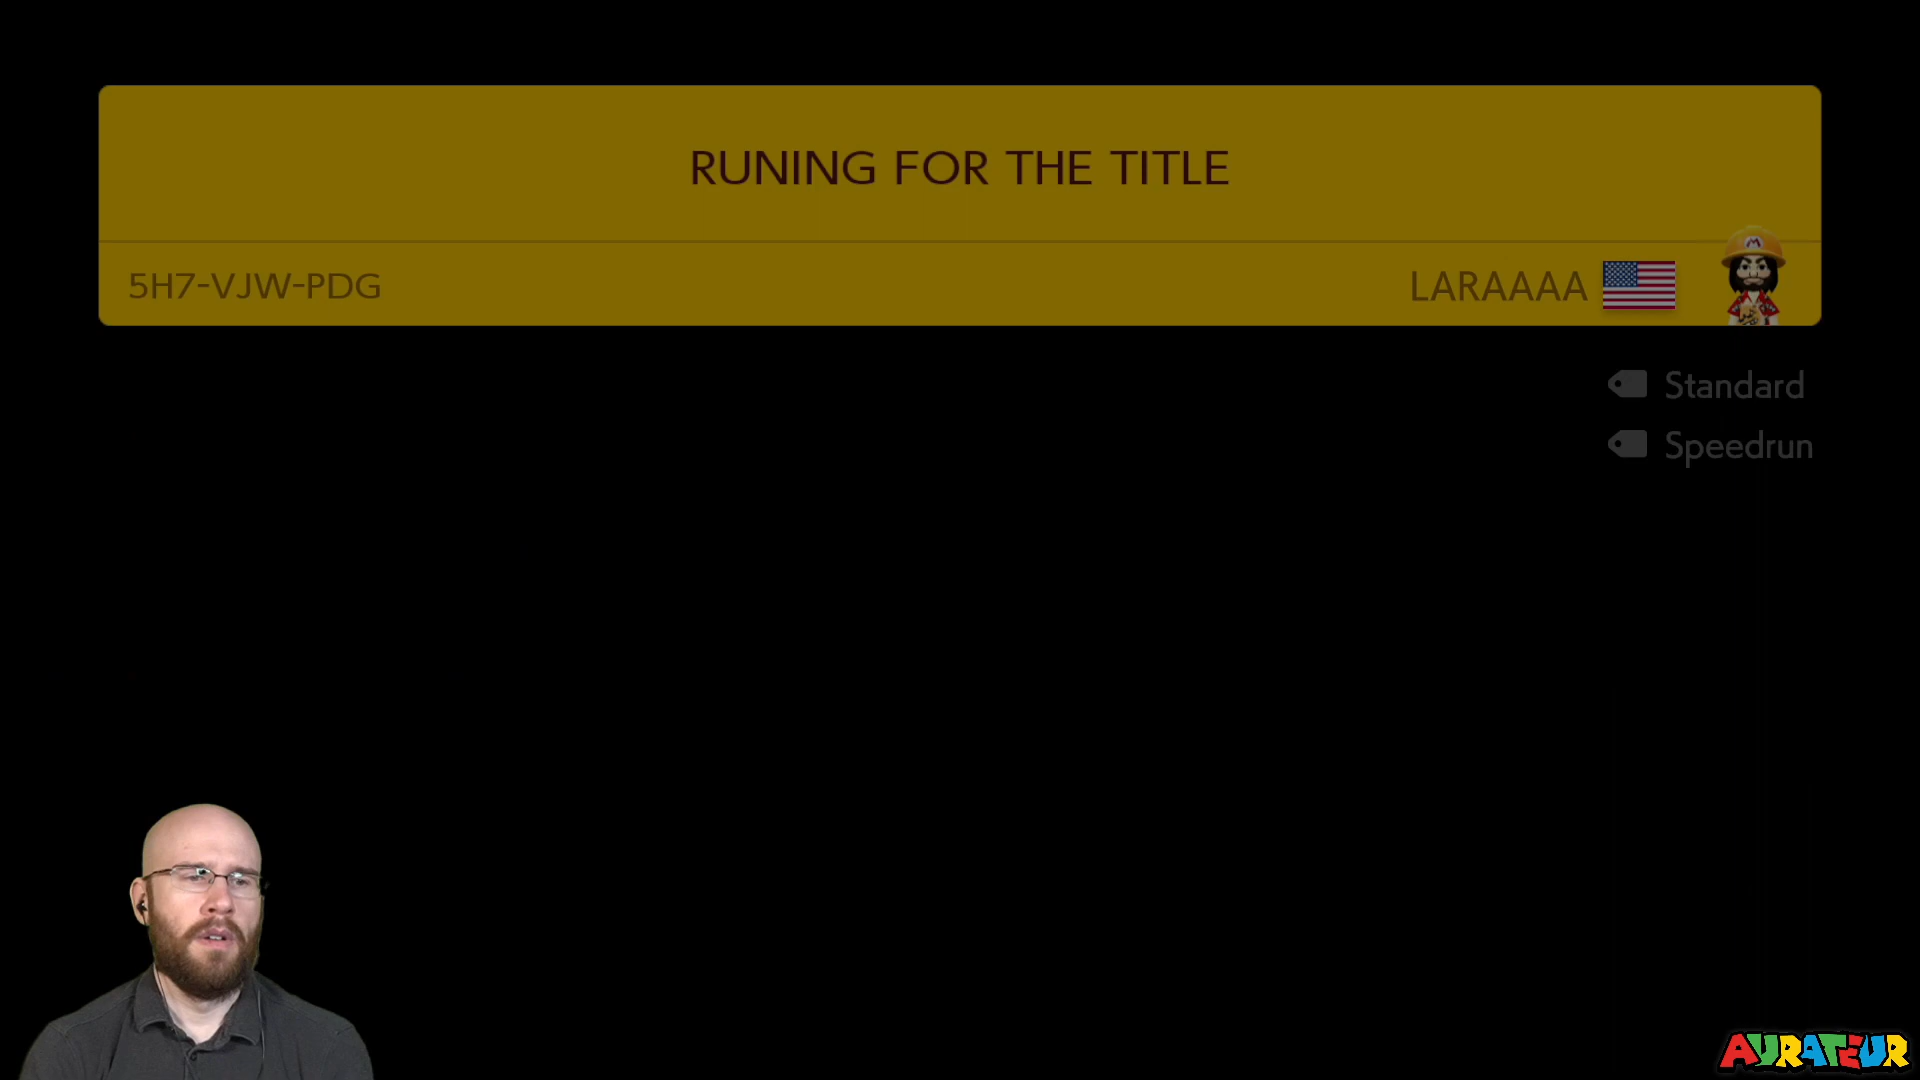 RUNING FOR THE TITLE
5H7-VJW-PDG
LARAAAA
Standard
Speedrun
AURATEUR